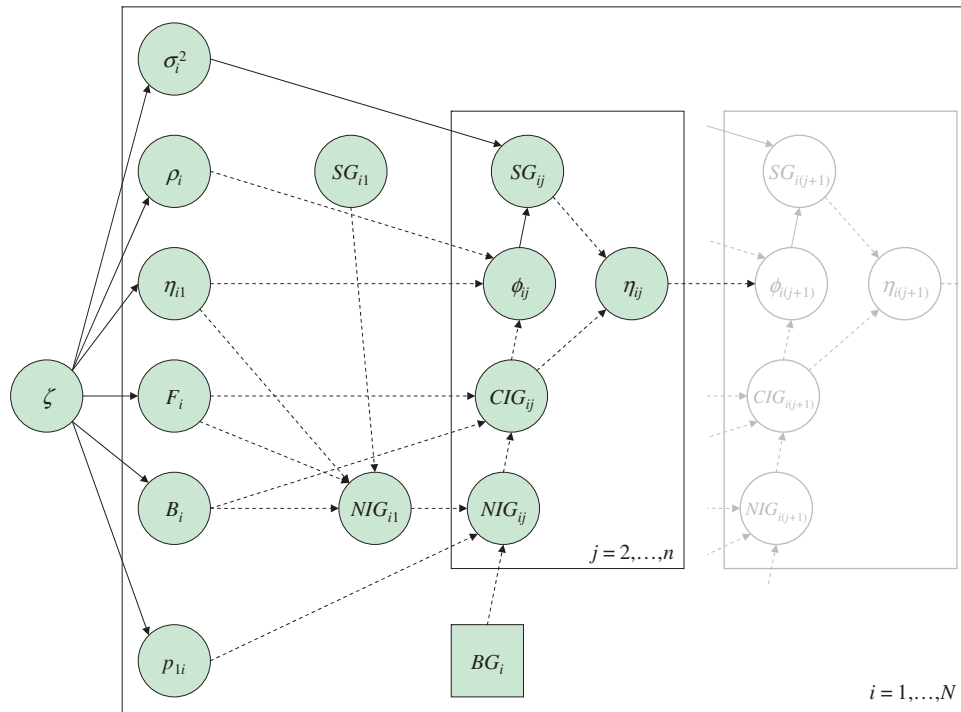 σᵢ²
ρᵢ
SGᵢ₁
SGᵢⱼ
SGᵢ₍ⱼ₊₁₎
ηᵢ₁
ϕᵢⱼ
ηᵢⱼ
ϕᵢ₍ⱼ₊₁₎
ηᵢ₍ⱼ₊₁₎
ζ
Fᵢ
CIGᵢⱼ
CIGᵢ₍ⱼ₊₁₎
Bᵢ
NIGᵢ₁
NIGᵢⱼ
NIGᵢ₍ⱼ₊₁₎
j = 2,…,n
p₁ᵢ
BGᵢ
i = 1,…,N